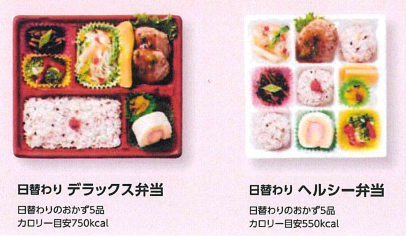 日替わり デラックス弁当
日替わりのおかず5品
カロリー目安750kcal
日替わり ヘルシー弁当
日替わりのおかず5品
カロリー目安550kcal